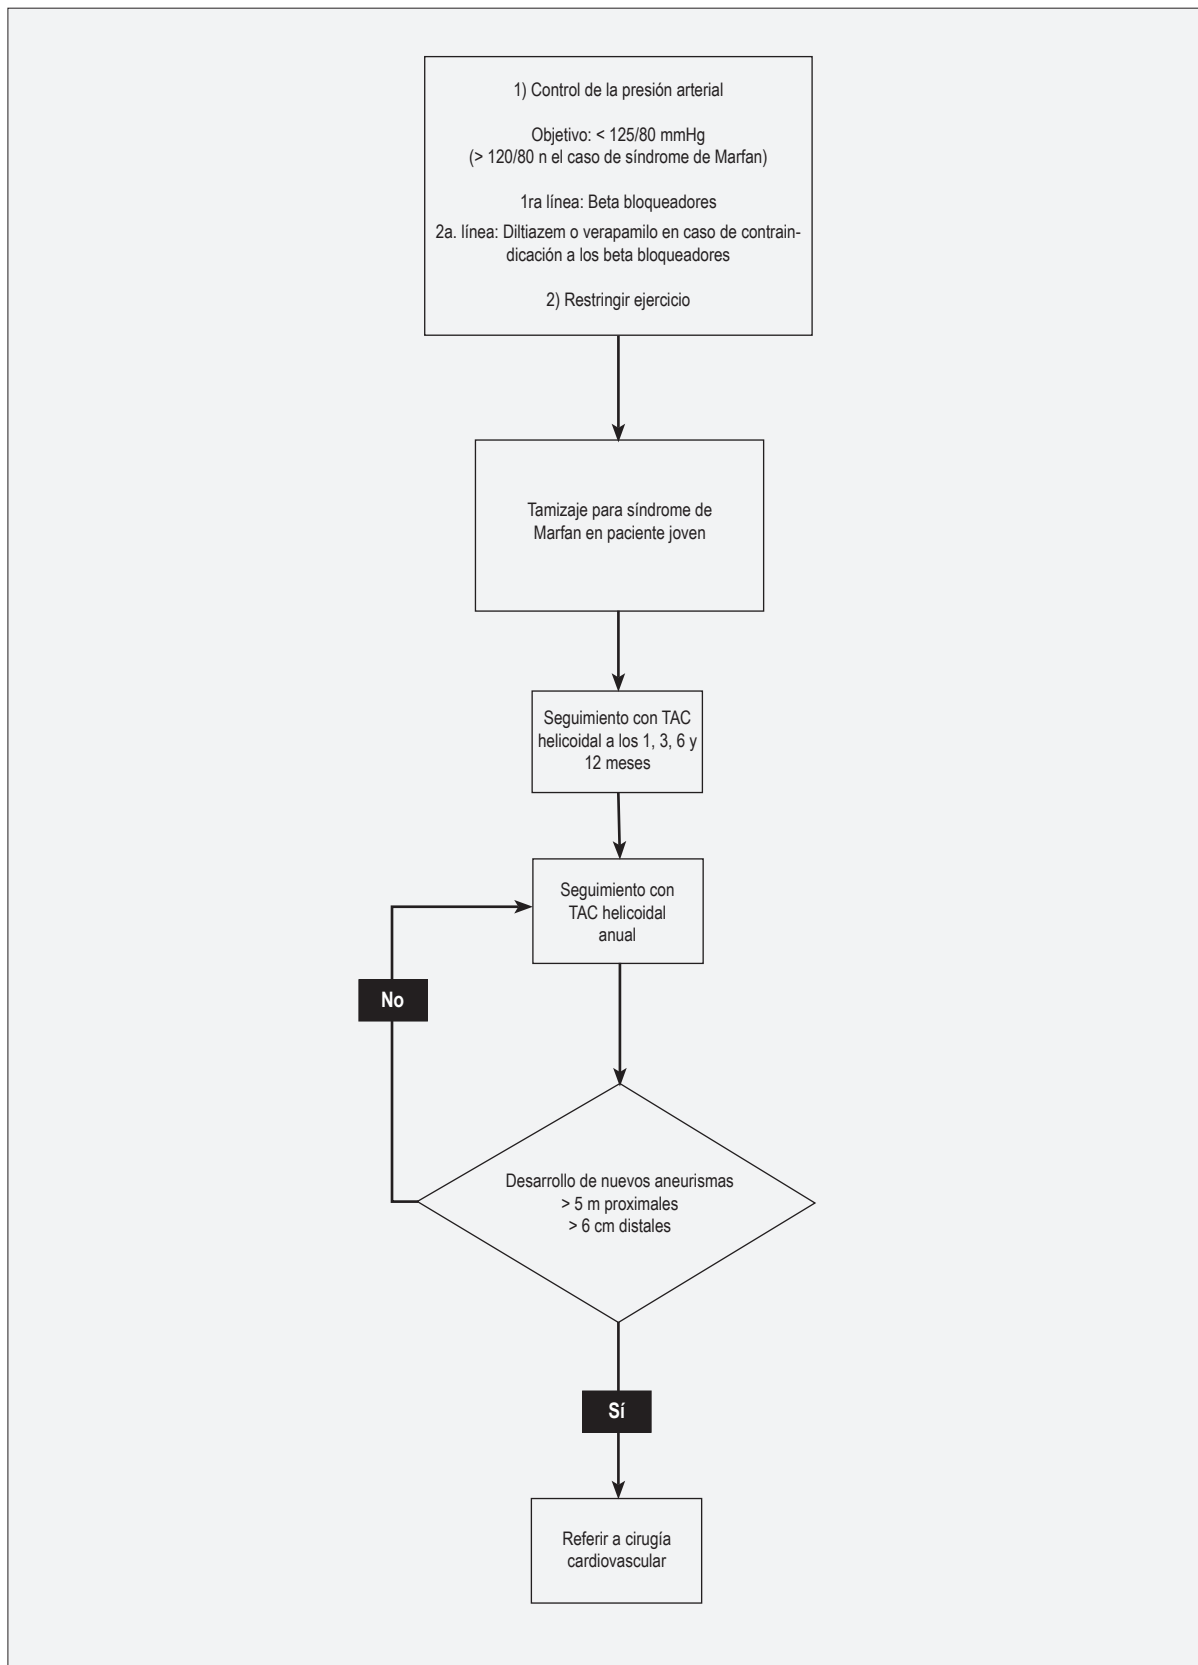 1) Control de la presión arterial
Objetivo: < 125/80 mmHg
(> 120/80 n el caso de síndrome de Marfan)
1ra línea: Beta bloqueadores
2a. línea: Diltiazem o verapamilo en caso de contrain-
dicación a los beta bloqueadores
2) Restringir ejercicio
Tamizaje para síndrome de
Marfan en paciente joven
Seguimiento con TAC
helicoidal a los 1, 3, 6 y
12 meses
Seguimiento con
TAC helicoidal
anual
No
Desarrollo de nuevos aneurismas
> 5 m proximales
> 6 cm distales
Sí
Referir a cirugía
cardiovascular